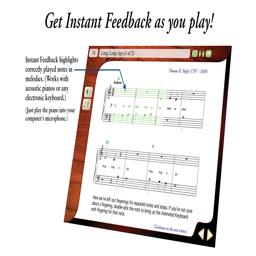 Get Instant Feedback as you play!
Instant Feedback highlights
correctly played notes in
melodies. (Works with
acoustic pianos or any
electronic keyboard.)
(Just play the piano into your
computer's microphone.)
74 Long, Long Ago (1 of 2)
Thomas H. Bayly (1797 - 1839)
Here we've left out fingerings for repeated notes and steps. If you're not sure
about a fingering, double-click the note to bring up the Animated Keyboard
with fingering for that note.
(Continues on the next screen.)